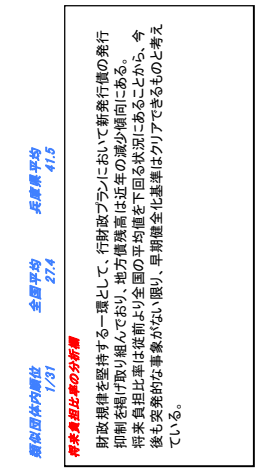 類似団体内順位 全国平均 兵庫県平均
1/31 27.4 41.5
将来負担比率の分析欄
財政規律を堅持する一環として、行財政プランにおいて新発行債の発行
抑制を掲げ取り組んでおり、地方債残高は近年の減少傾向にある。
将来負担比率は従前より全国の平均値を下回る状況にあることから、今
後も突発的な事象がない限り、早期健全化基準はクリアできるものと考え
ている。